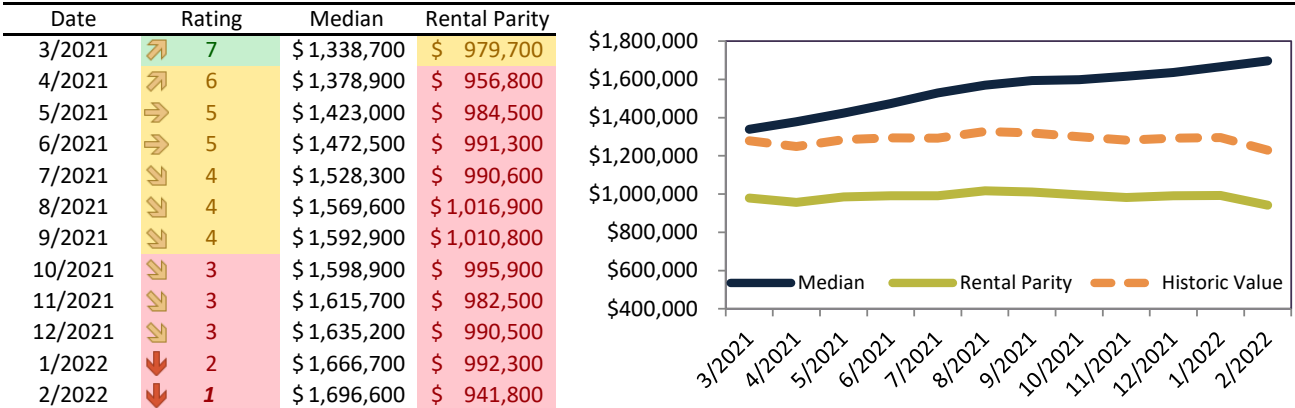 Date Rating Median Rental Parity
3/2021 7 $ 1,338,700 $ 979,700
4/2021 6 $ 1,378,900 $ 956,800
5/2021 5 $ 1,423,000 $ 984,500
6/2021 5 $ 1,472,500 $ 991,300
7/2021 4 $ 1,528,300 $ 990,600
8/2021 4 $ 1,569,600 $ 1,016,900
9/2021 4 $ 1,592,900 $ 1,010,800
10/2021 3 $ 1,598,900 $ 995,900
11/2021 3 $ 1,615,700 $ 982,500
12/2021 3 $ 1,635,200 $ 990,500
1/2022 2 $ 1,666,700 $ 992,300
2/2022 1 $ 1,696,600 $ 941,800
$1,800,000
$1,600,000
$1,400,000
$1,200,000
$1,000,000
$800,000
$600,000
$400,000
Median Rental Parity Historic Value
3/2021 4/2021 5/2021 6/2021 7/2021 8/2021 9/2021 10/2021 11/2021 12/2021 1/2022 2/2022